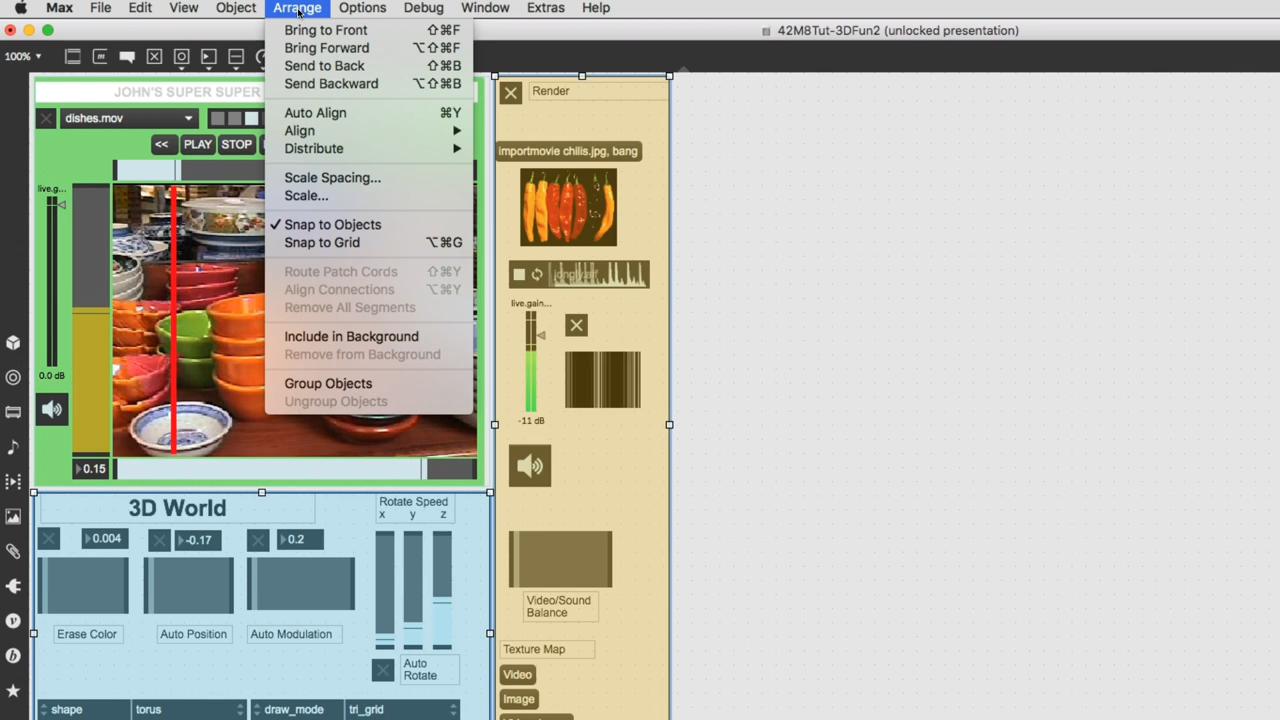 Max File Edit View Object Arrange Options Debug Window Extras Help
42M8Tut-3DFun2 (unlocked presentation)
100%
Bring to Front ⇧⌘F
Bring Forward ⌥⇧⌘F
Send to Back ⇧⌘B
Send Backward ⌥⇧⌘B
Auto Align ⌘Y
Align
Distribute
Scale Spacing...
Scale...
✓ Snap to Objects
Snap to Grid ⌥⌘G
Route Patch Cords ⇧⌘Y
Align Connections ⌥⌘Y
Remove All Segments
Include in Background
Remove from Background
Group Objects
Ungroup Objects
JOHN'S SUPER SUPER
dishes.mov
<< PLAY STOP
live.g...
0.0 dB
0.15
Render
importmovie chilis.jpg, bang
live.gain...
-11 dB
Video/Sound
Balance
Texture Map
Video
Image
3D World
Rotate Speed
x y z
0.004 -0.17 0.2
Erase Color Auto Position Auto Modulation
Auto
Rotate
shape torus draw_mode tri_grid